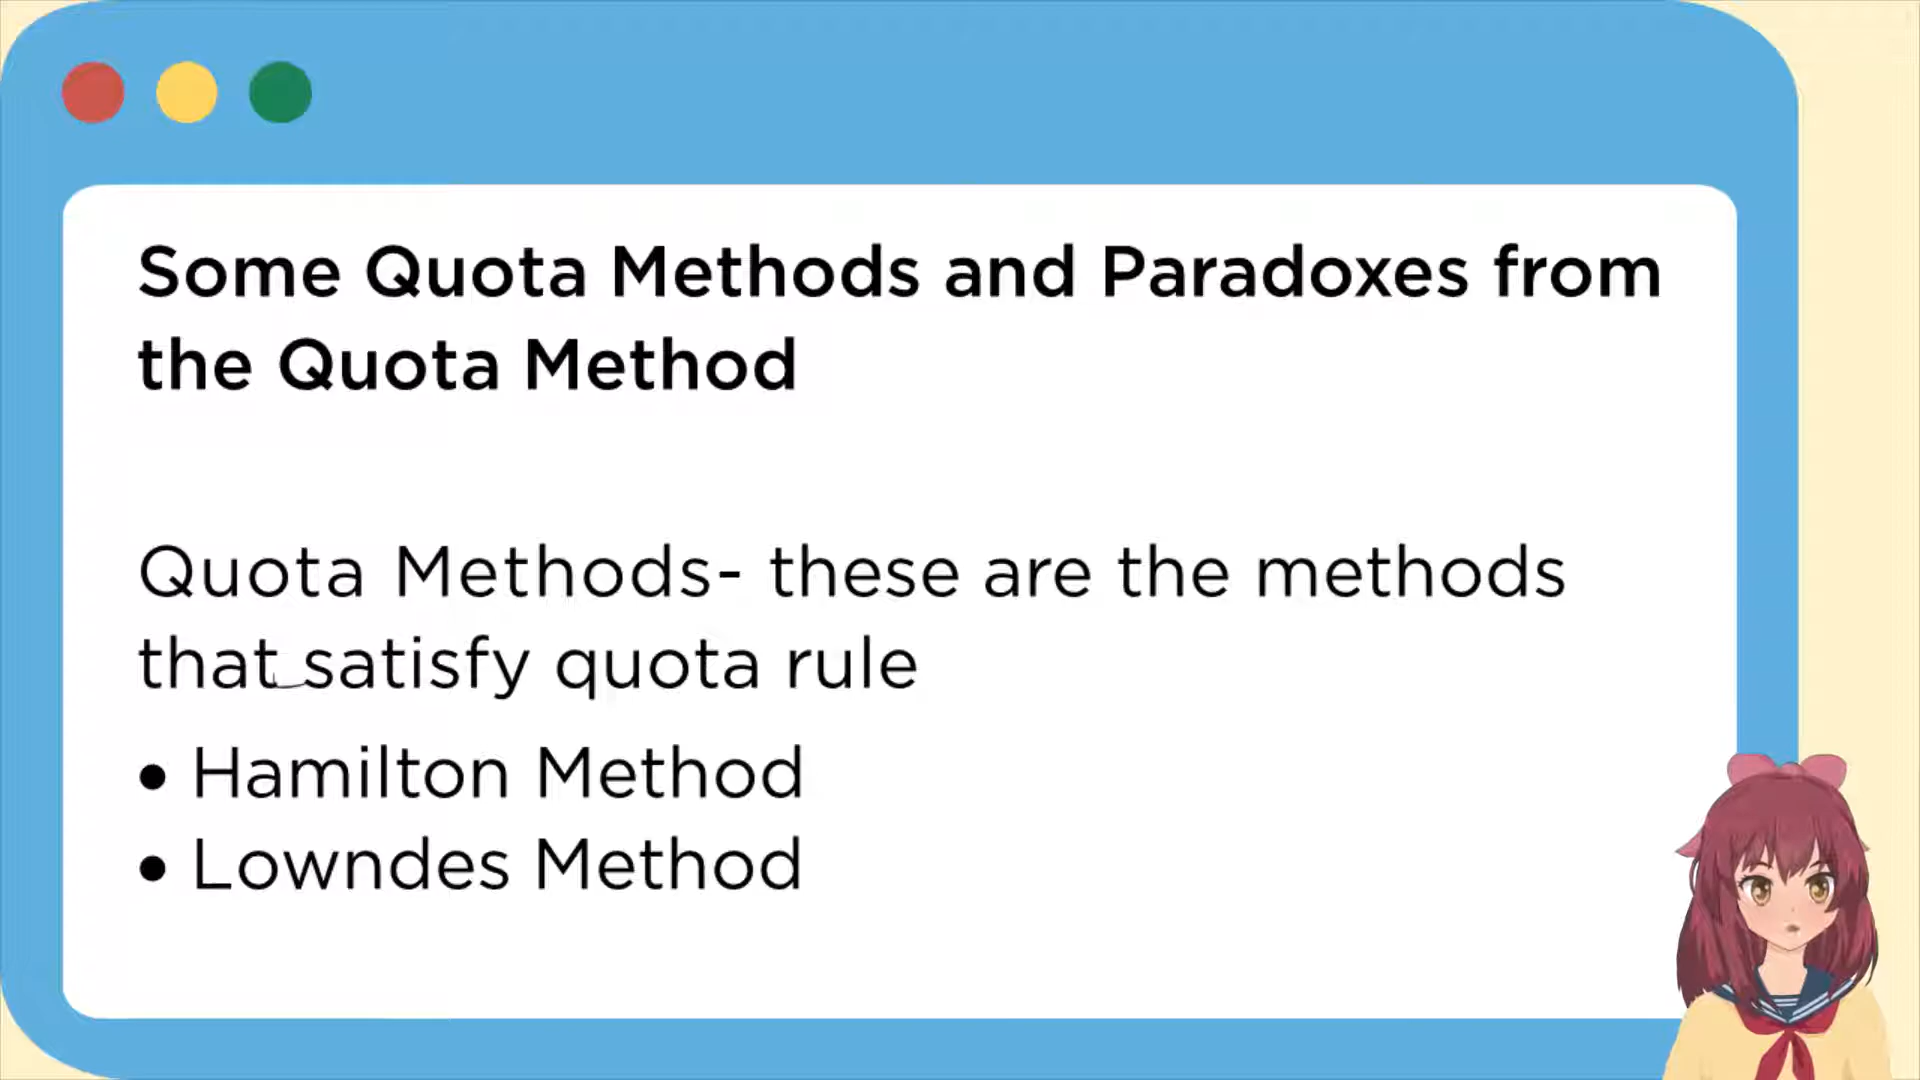 Some Quota Methods and Paradoxes from
the Quota Method
Quota Methods- these are the methods
that satisfy quota rule
• Hamilton Method
• Lowndes Method